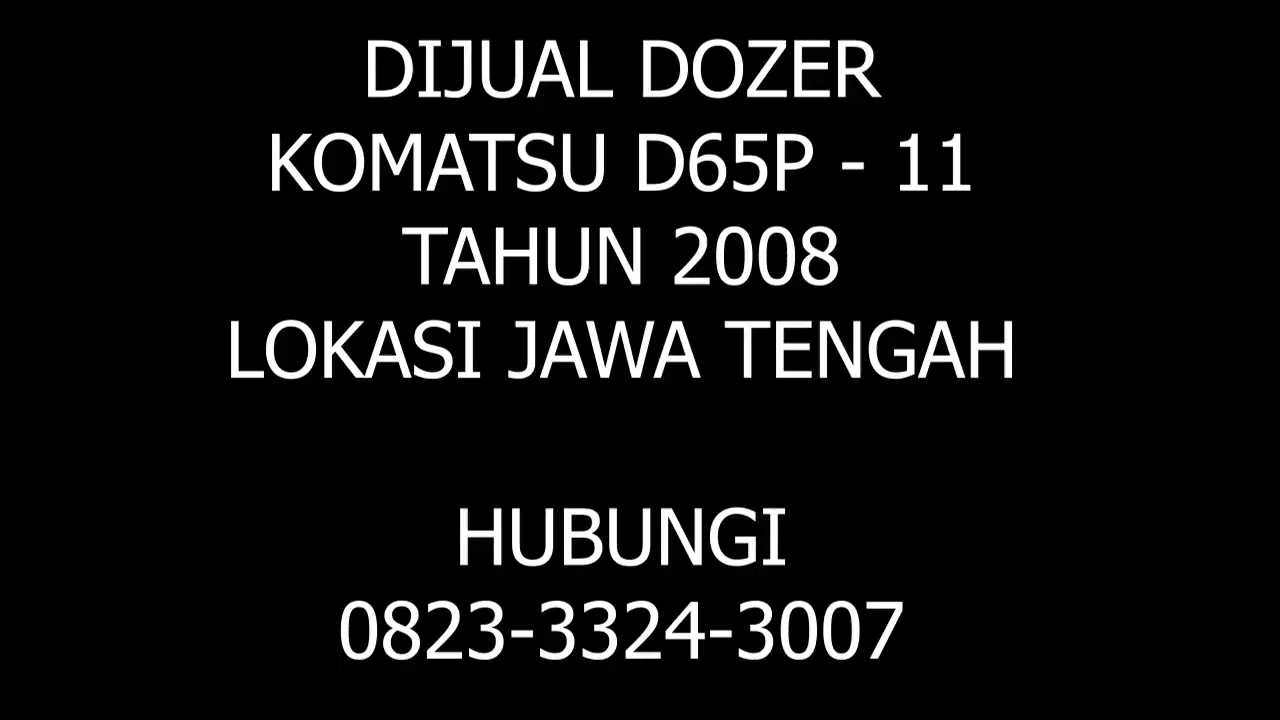 DIJUAL DOZER
KOMATSU D65P - 11
TAHUN 2008
LOKASI JAWA TENGAH
HUBUNGI
0823-3324-3007